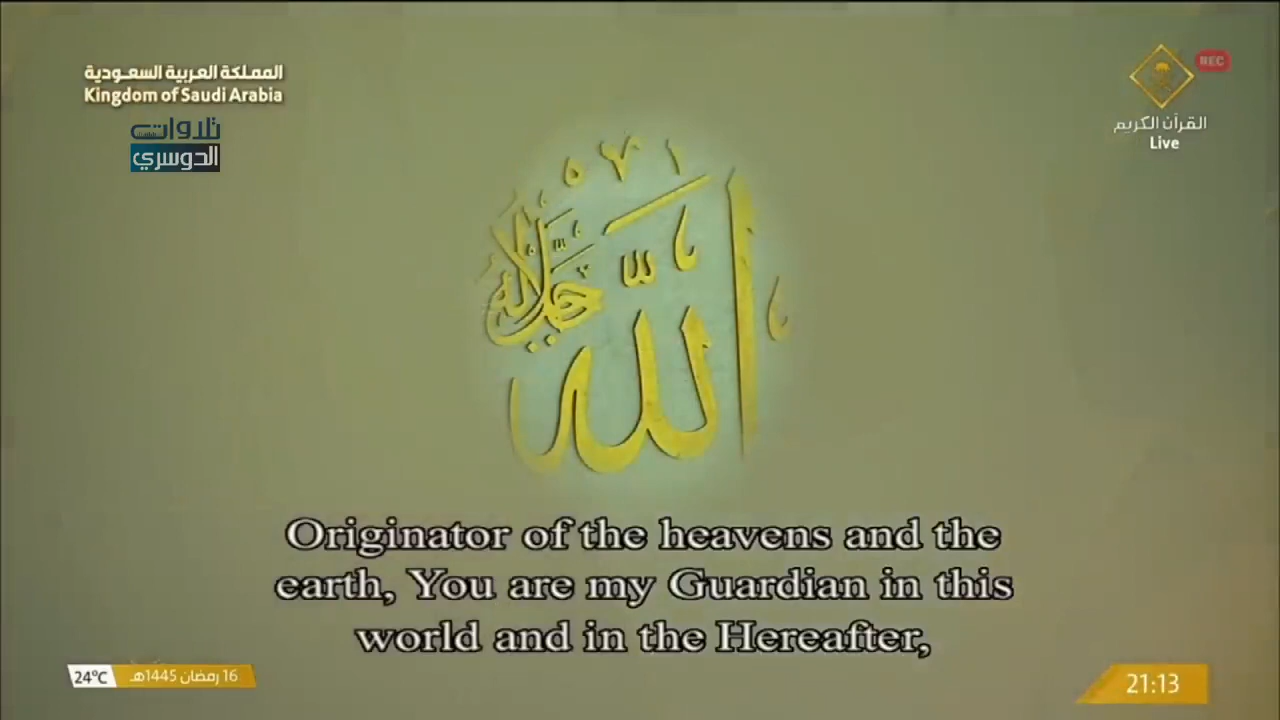 المملكة العربية السعودية
Kingdom of Saudi Arabia
تلاوات
الدوسري
REC
القرآن الكريم
Live
الله
جل جلاله
Originator of the heavens and the
earth, You are my Guardian in this
world and in the Hereafter,
24°C
16 رمضان 1445هـ
21:13